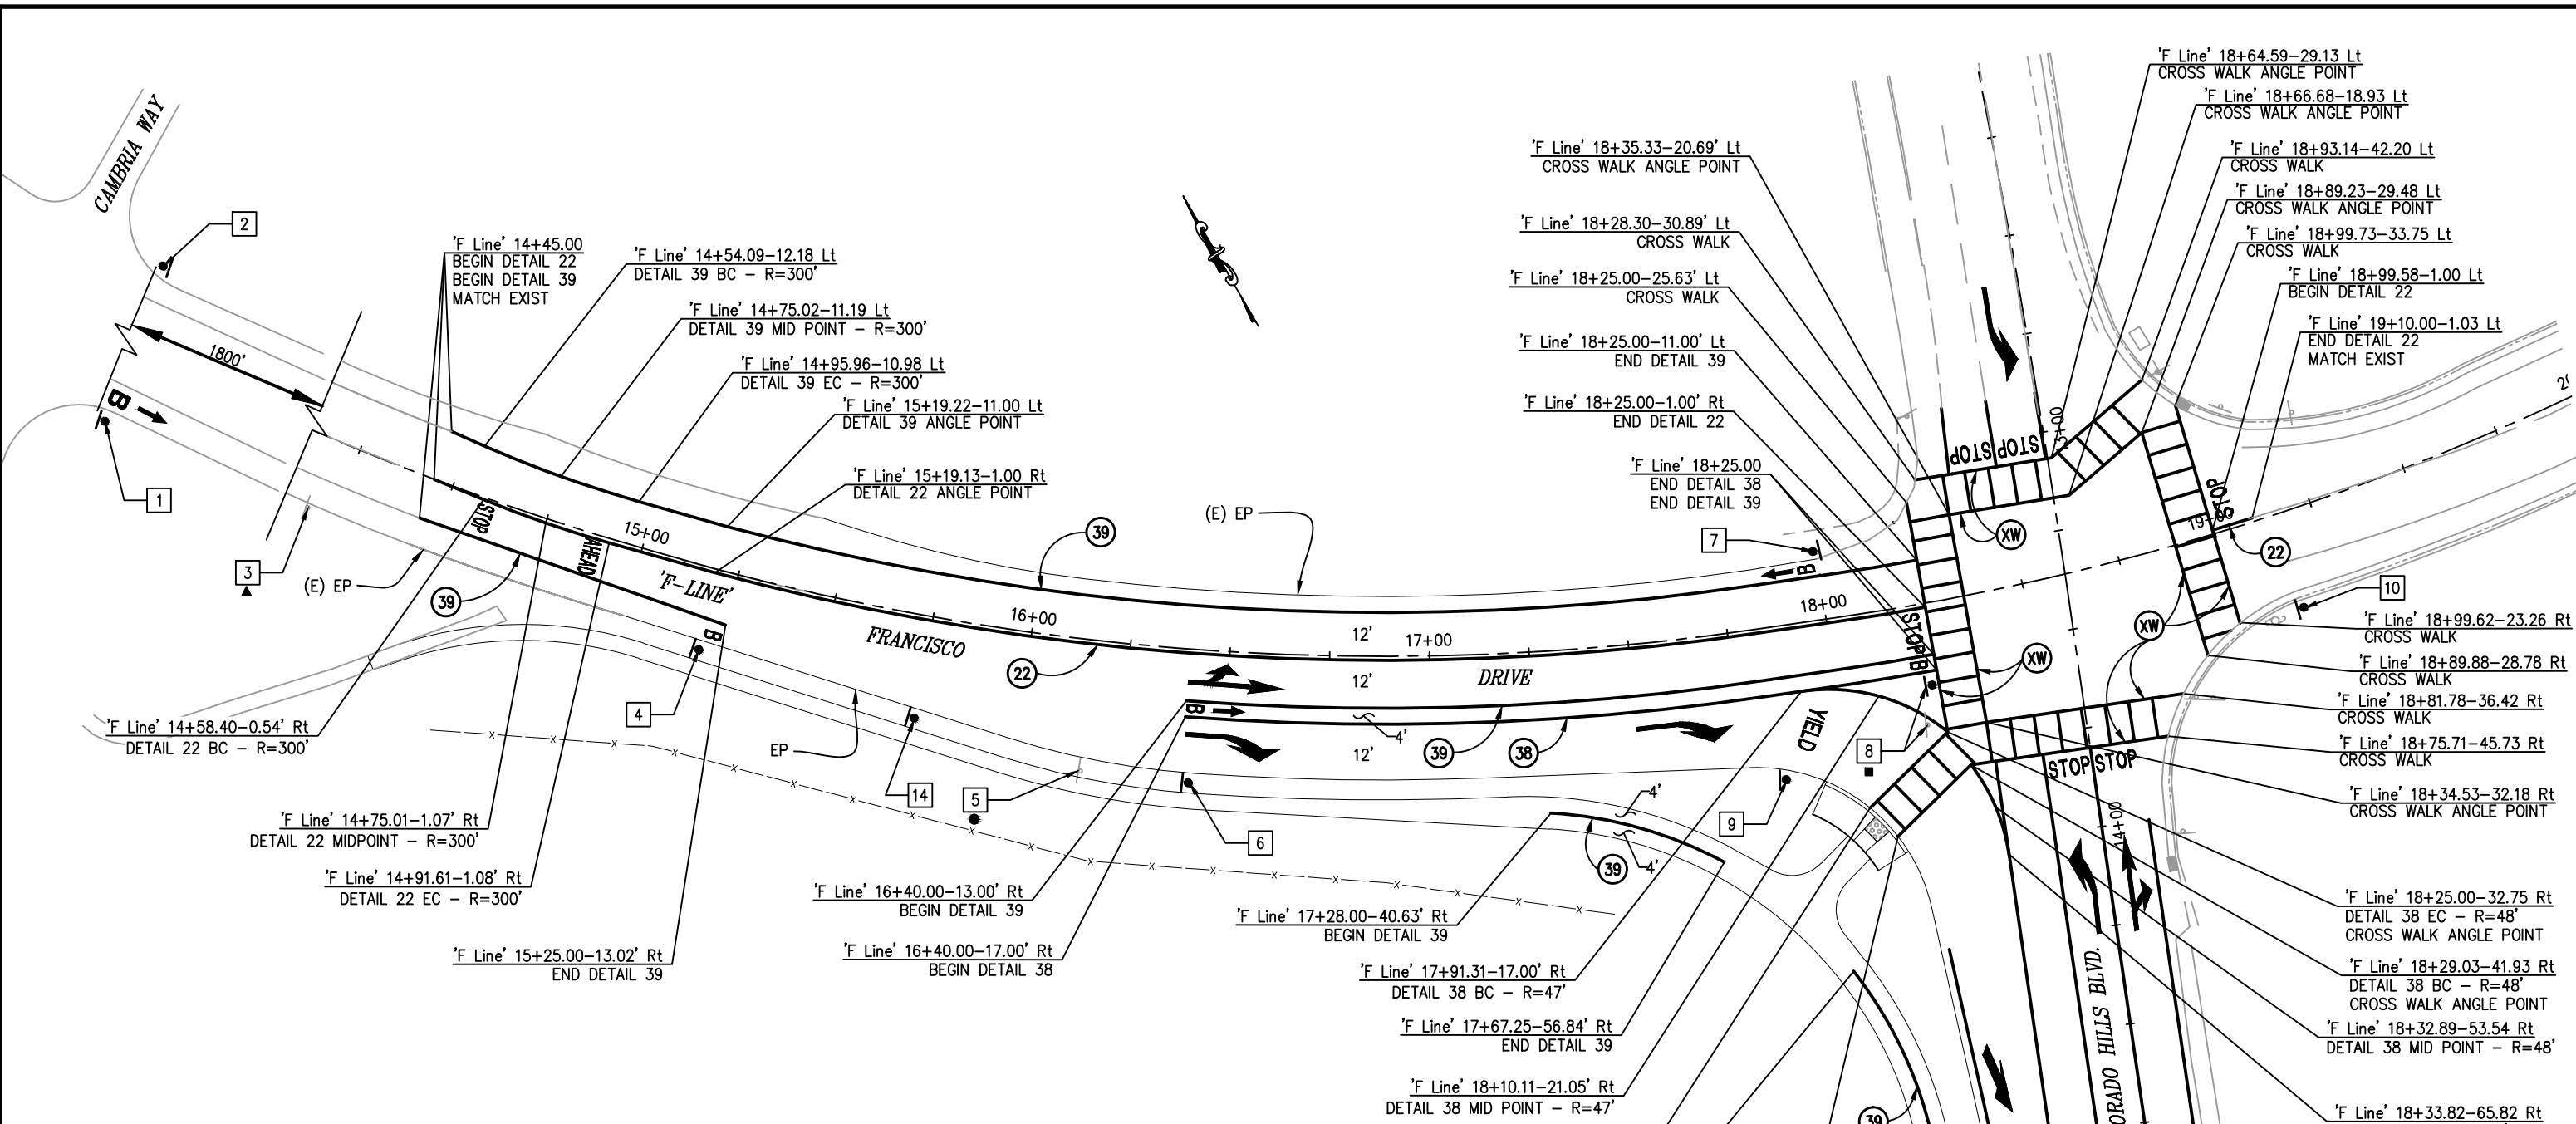 CAMBRIA WAY
2
1800'
B
1
3
(E) EP
'F Line' 14+45.00
BEGIN DETAIL 22
BEGIN DETAIL 39
MATCH EXIST
'F Line' 14+54.09-12.18 Lt
DETAIL 39 BC - R=300'
'F Line' 14+75.02-11.19 Lt
DETAIL 39 MID POINT - R=300'
'F Line' 14+95.96-10.98 Lt
DETAIL 39 EC - R=300'
'F Line' 15+19.22-11.00 Lt
DETAIL 39 ANGLE POINT
'F Line' 15+19.13-1.00 Rt
DETAIL 22 ANGLE POINT
STOP
AHEAD
15+00
'F-LINE'
39
B
4
'F Line' 14+58.40-0.54' Rt
DETAIL 22 BC - R=300'
'F Line' 14+75.01-1.07' Rt
DETAIL 22 MIDPOINT - R=300'
'F Line' 14+91.61-1.08' Rt
DETAIL 22 EC - R=300'
'F Line' 15+25.00-13.02' Rt
END DETAIL 39
39
(E) EP
16+00
FRANCISCO
22
12'
17+00
12'
DRIVE
18+00
B
B
4'
39
38
12'
EP
14
5
6
'F Line' 16+40.00-13.00' Rt
BEGIN DETAIL 39
'F Line' 16+40.00-17.00' Rt
BEGIN DETAIL 38
'F Line' 17+28.00-40.63' Rt
BEGIN DETAIL 39
4'
39
4'
'F Line' 17+91.31-17.00' Rt
DETAIL 38 BC - R=47'
'F Line' 17+67.25-56.84' Rt
END DETAIL 39
'F Line' 18+10.11-21.05' Rt
DETAIL 38 MID POINT - R=47'
YIELD
8
9
7
'F Line' 18+35.33-20.69' Lt
CROSS WALK ANGLE POINT
'F Line' 18+28.30-30.89' Lt
CROSS WALK
'F Line' 18+25.00-25.63' Lt
CROSS WALK
'F Line' 18+25.00-11.00' Lt
END DETAIL 39
'F Line' 18+25.00-1.00' Rt
END DETAIL 22
'F Line' 18+25.00
END DETAIL 38
END DETAIL 39
STOP
B
STOP
STOP
15+00
XW
XW
XW
STOP
19+00
22
10
'F Line' 18+64.59-29.13 Lt
CROSS WALK ANGLE POINT
'F Line' 18+66.68-18.93 Lt
CROSS WALK ANGLE POINT
'F Line' 18+93.14-42.20 Lt
CROSS WALK
'F Line' 18+89.23-29.48 Lt
CROSS WALK ANGLE POINT
'F Line' 18+99.73-33.75 Lt
CROSS WALK
'F Line' 18+99.58-1.00 Lt
BEGIN DETAIL 22
'F Line' 19+10.00-1.03 Lt
END DETAIL 22
MATCH EXIST
'F Line' 18+99.62-23.26 Rt
CROSS WALK
'F Line' 18+89.88-28.78 Rt
CROSS WALK
'F Line' 18+81.78-36.42 Rt
CROSS WALK
'F Line' 18+75.71-45.73 Rt
CROSS WALK
STOP STOP
'F Line' 18+34.53-32.18 Rt
CROSS WALK ANGLE POINT
14+00
'F Line' 18+25.00-32.75 Rt
DETAIL 38 EC - R=48'
CROSS WALK ANGLE POINT
'F Line' 18+29.03-41.93 Rt
DETAIL 38 BC - R=48'
CROSS WALK ANGLE POINT
'F Line' 18+32.89-53.54 Rt
DETAIL 38 MID POINT - R=48'
'F Line' 18+33.82-65.82 Rt
ORADO HILLS BLVD.
39